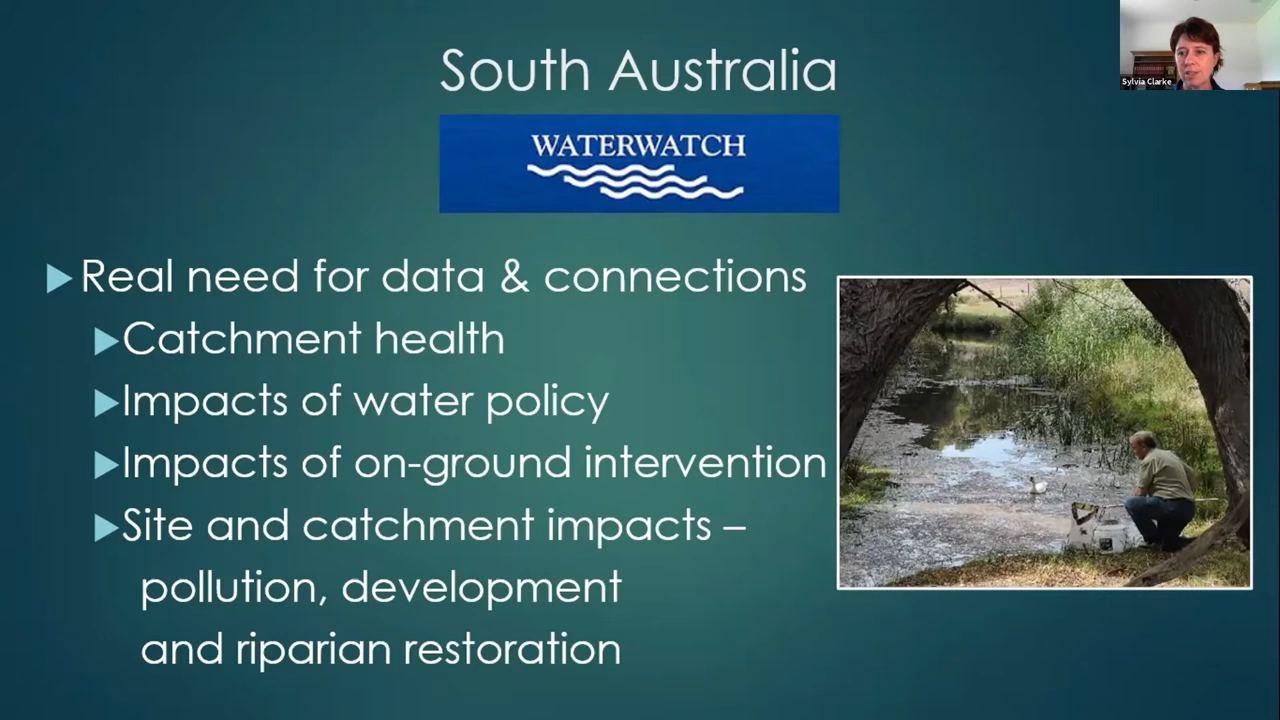 South Australia
Sylvia Clarke
WATERWATCH
▶Real need for data & connections
▶Catchment health
▶Impacts of water policy
▶Impacts of on-ground intervention
▶Site and catchment impacts –
pollution, development
and riparian restoration